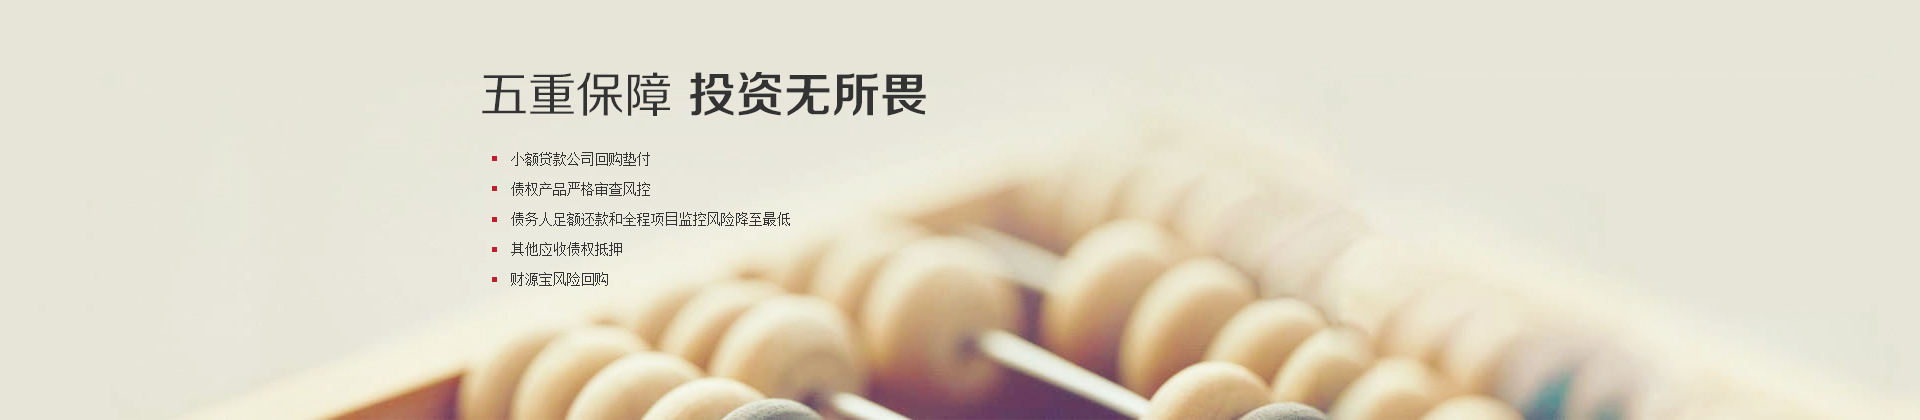 五重保障 投资无所畏
小额贷款公司回购垫付
债权产品严格审查风控
债务人足额还款和全程项目监控风险降至最低
其他应收债权抵押
财源宝风险回购